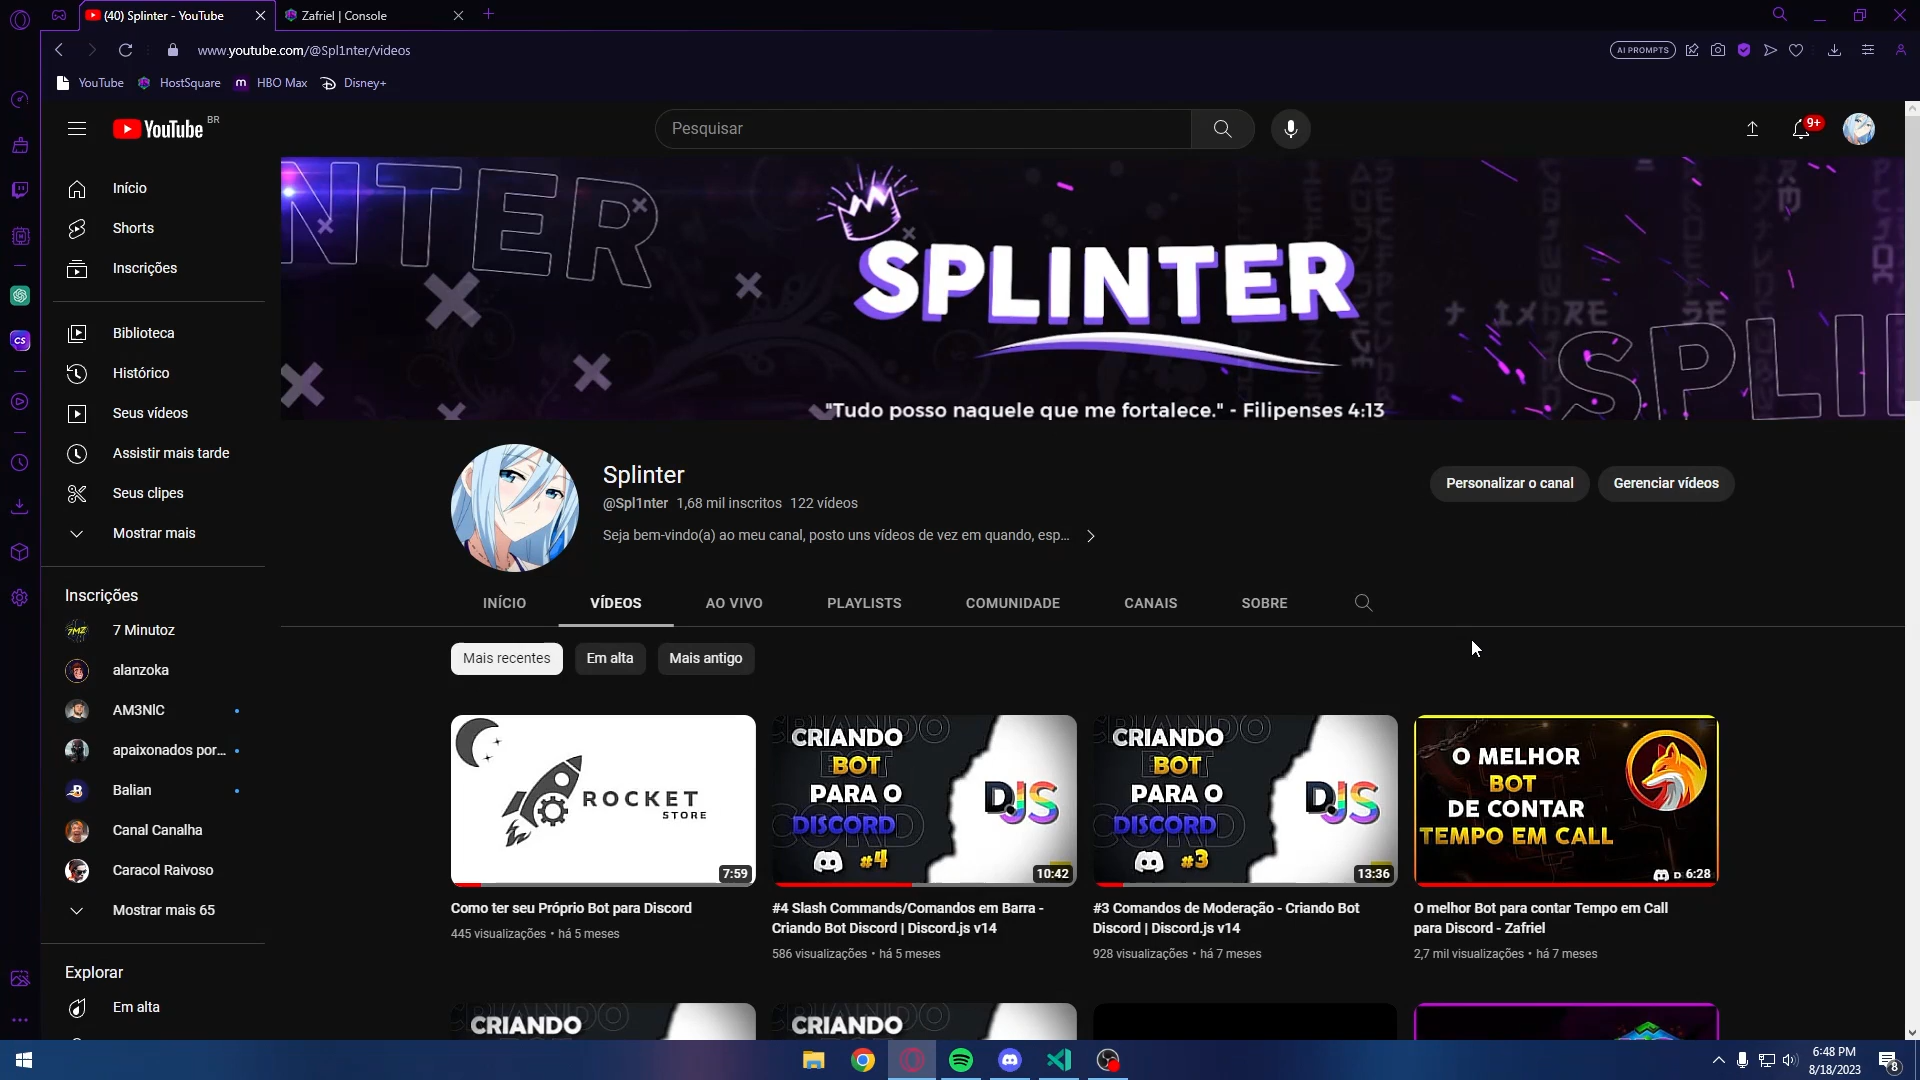 (40) Splinter - YouTube
Zafriel | Console
www.youtube.com/@Spl1nter/videos
AI PROMPTS
YouTube
HostSquare
HBO Max
Disney+
YouTube BR
Pesquisar
9+
Início
Shorts
Inscrições
Biblioteca
Histórico
Seus vídeos
Assistir mais tarde
Seus clipes
Mostrar mais
Inscrições
7 Minutoz
alanzoka
AM3NlC
apaixonados por...
Balian
Canal Canalha
Caracol Raivoso
Mostrar mais 65
Explorar
Em alta
NTER
SPLINTER
SPLI
"Tudo posso naquele que me fortalece." - Filipenses 4:13
Splinter
@Spl1nter 1,68 mil inscritos 122 vídeos
Seja bem-vindo(a) ao meu canal, posto uns vídeos de vez em quando, esp...
Personalizar o canal
Gerenciar vídeos
INÍCIO
VÍDEOS
AO VIVO
PLAYLISTS
COMUNIDADE
CANAIS
SOBRE
Mais recentes
Em alta
Mais antigo
ROCKET
STORE
7:59
Como ter seu Próprio Bot para Discord
445 visualizações • há 5 meses
CRIANDO
BOT
PARA O
DISCORD
#4
DJS
10:42
#4 Slash Commands/Comandos em Barra -
Criando Bot Discord | Discord.js v14
586 visualizações • há 5 meses
CRIANDO
BOT
PARA O
DISCORD
#3
DJS
13:36
#3 Comandos de Moderação - Criando Bot
Discord | Discord.js v14
928 visualizações • há 7 meses
O MELHOR
BOT
DE CONTAR
TEMPO EM CALL
6:28
O melhor Bot para contar Tempo em Call
para Discord - Zafriel
2,7 mil visualizações • há 7 meses
CRIANDO
CRIANDO
6:48 PM
8/18/2023
8